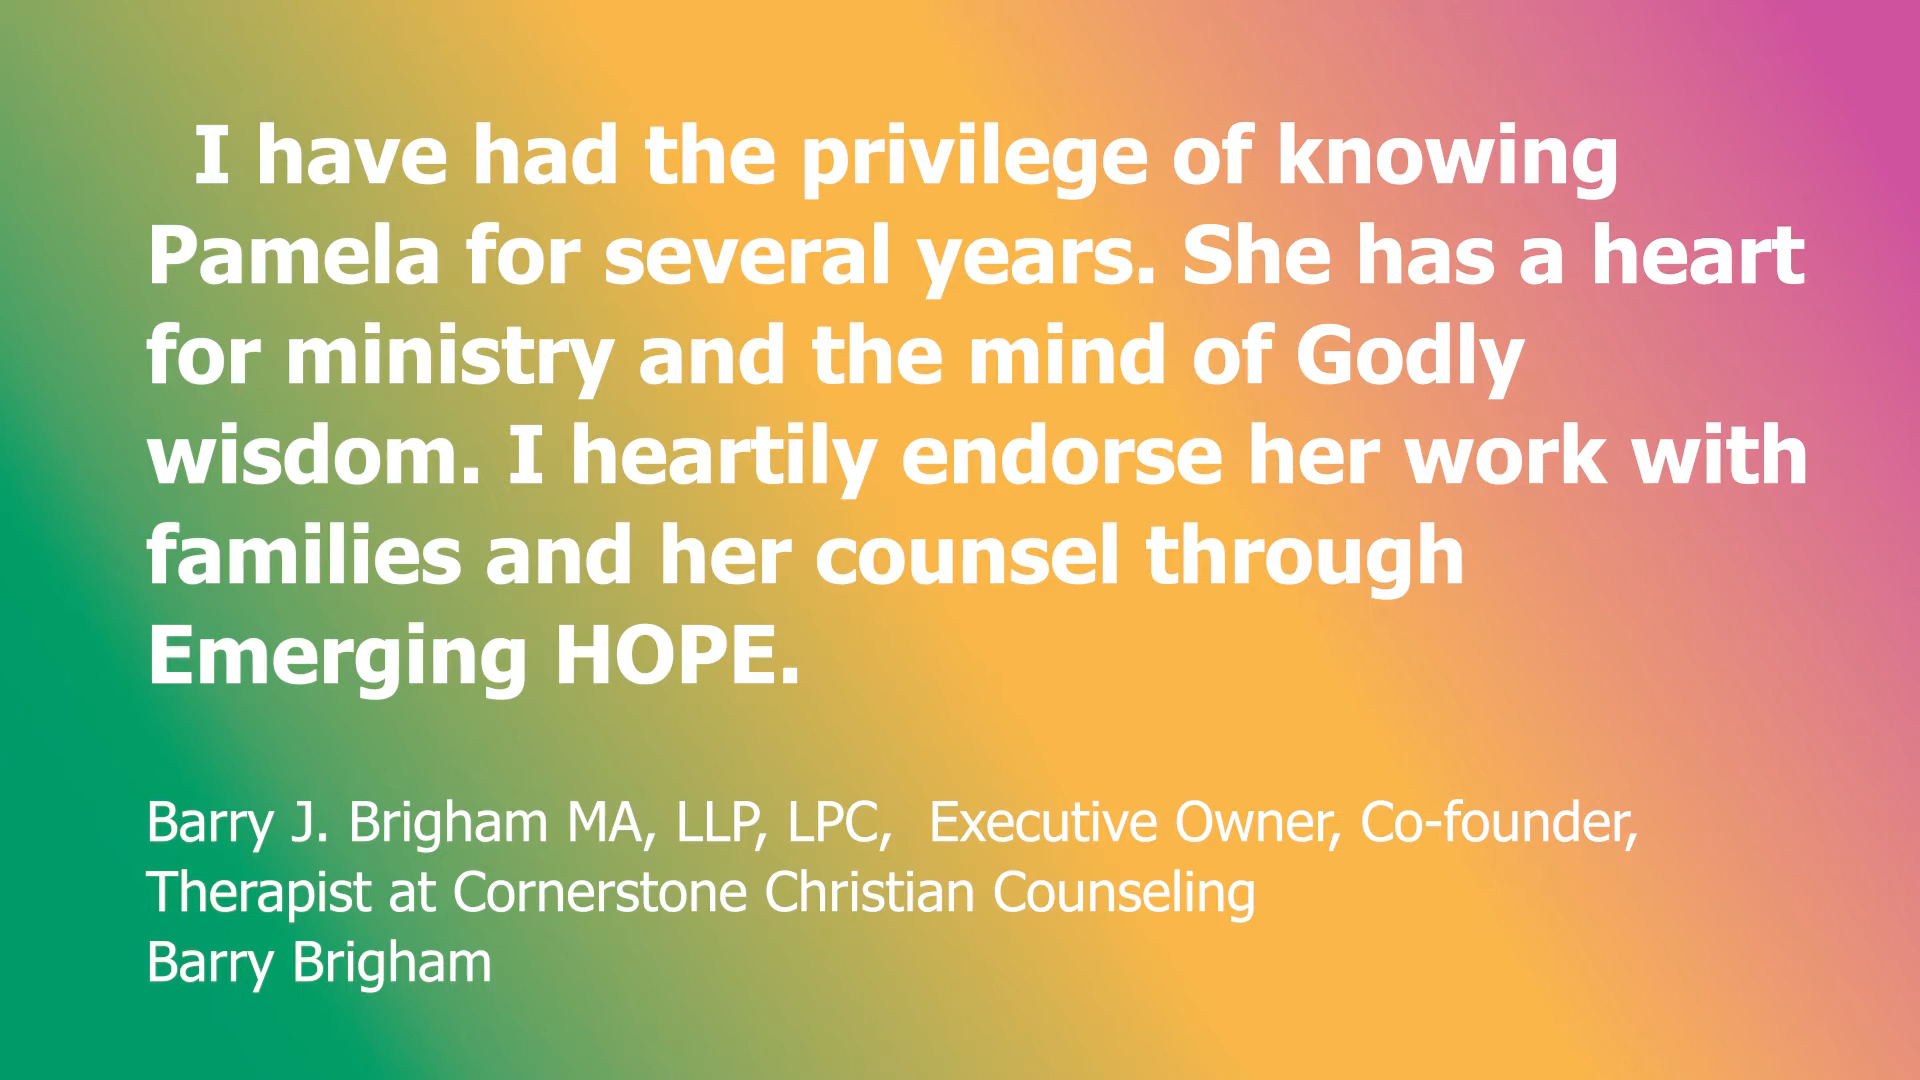 I have had the privilege of knowing
Pamela for several years. She has a heart
for ministry and the mind of Godly
wisdom. I heartily endorse her work with
families and her counsel through
Emerging HOPE.
Barry J. Brigham MA, LLP, LPC,  Executive Owner, Co-founder,
Therapist at Cornerstone Christian Counseling
Barry Brigham